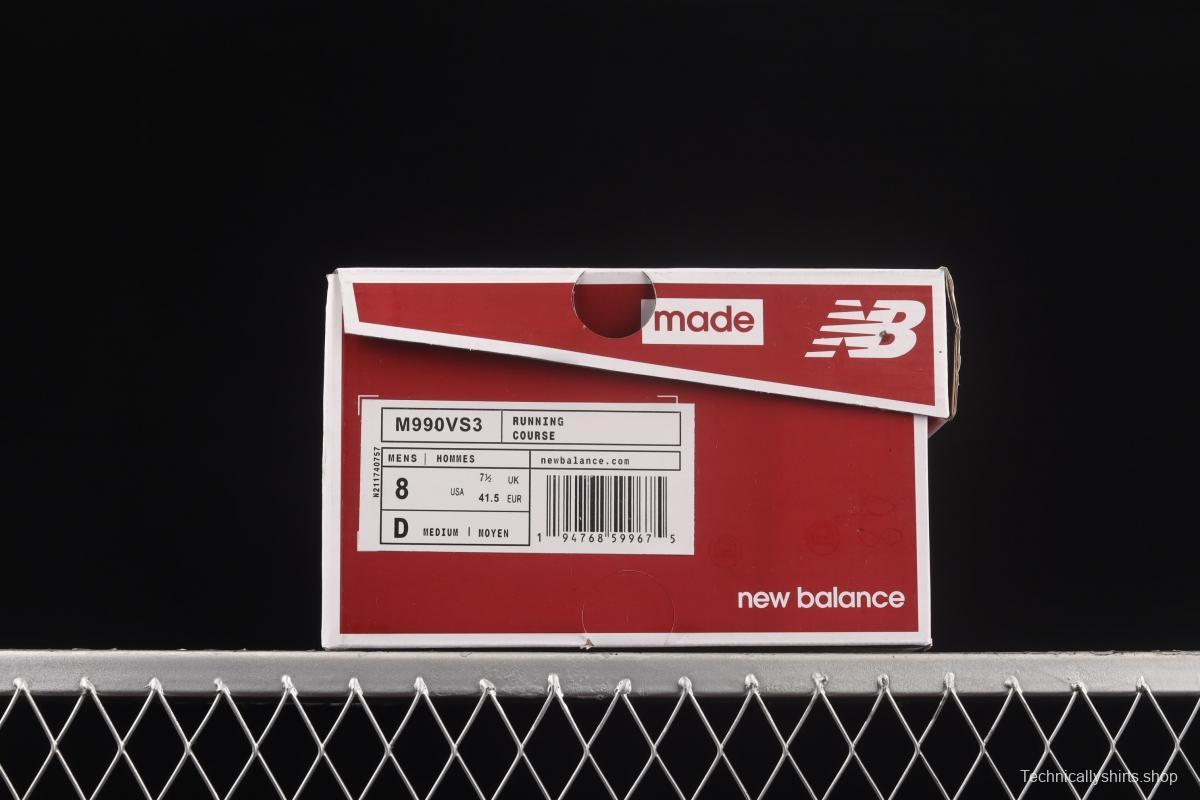 made
NB
M990VS3
RUNNING
COURSE
MENS | HOMMES
newbalance.com
N211740757
8
USA
7½ UK
41.5 EUR
D MEDIUM | MOYEN
1 94768 59967 5
new balance
Technicallyshirts.shop